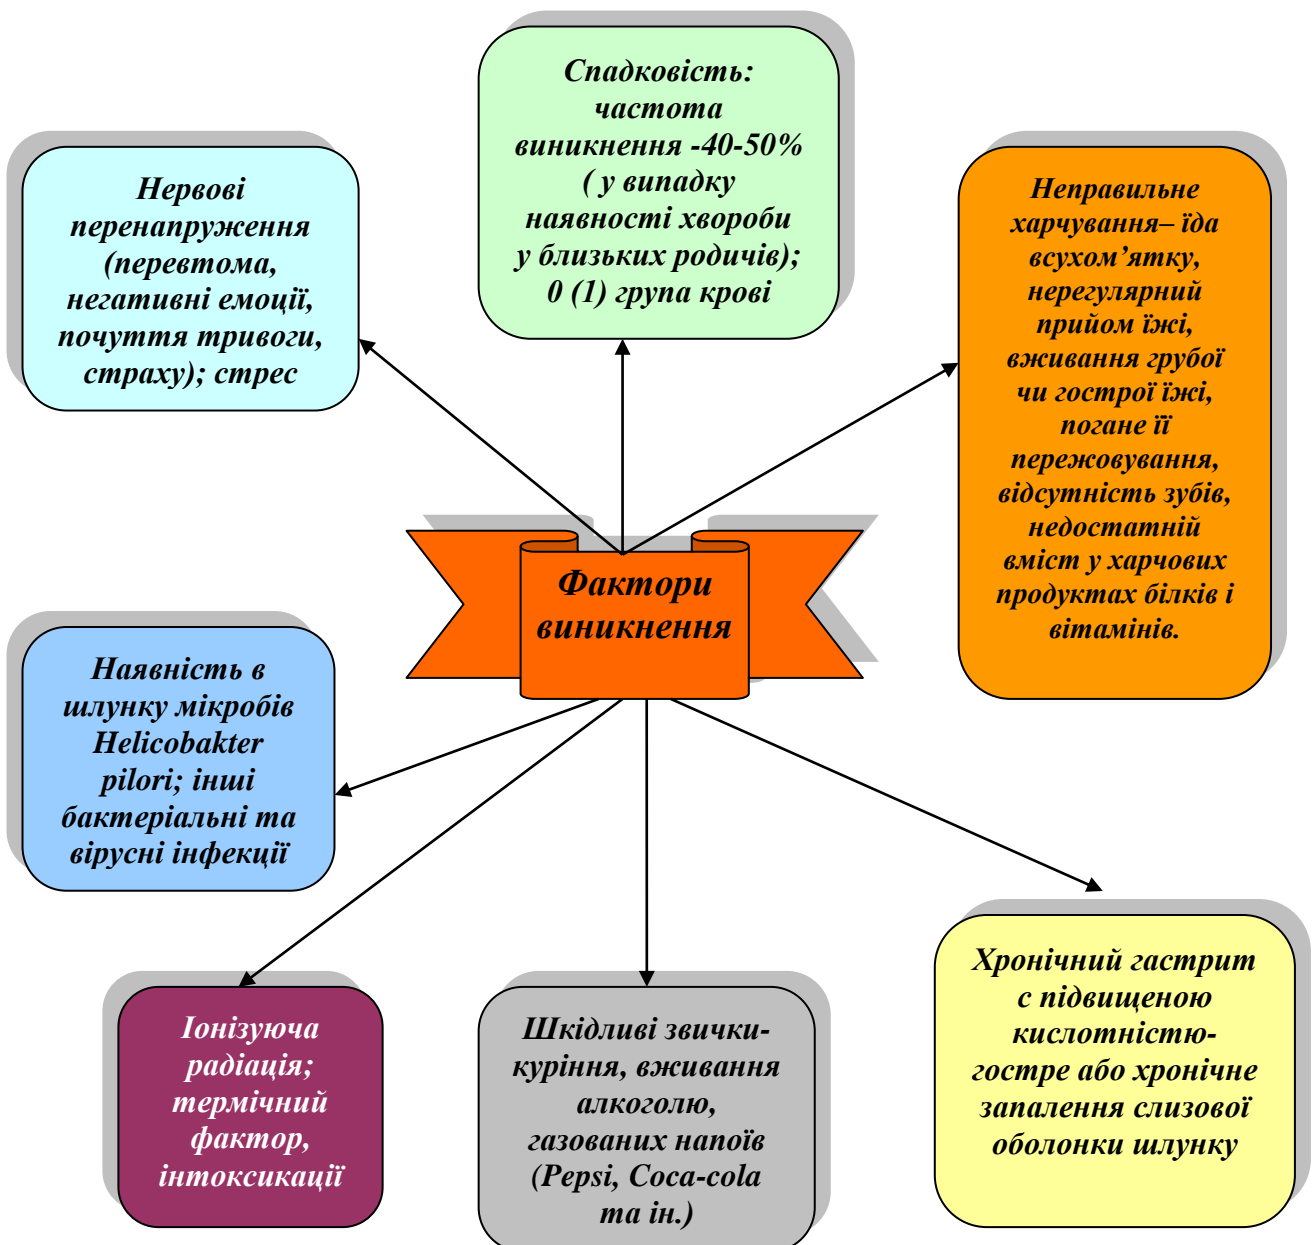 Спадковість:
частота
виникнення -40-50%
( у випадку
наявності хвороби
у близьких родичів);
0 (1) група крові
Нервові
перенапруження
(перевтома,
негативні емоції,
почуття тривоги,
страху); стрес
Неправильне
харчування– їда
всухом’ятку,
нерегулярний
прийом їжі,
вживання грубої
чи гострої їжі,
погане її
пережовування,
відсутність зубів,
недостатній
вміст у харчових
продуктах білків і
вітамінів.
Фактори
виникнення
Наявність в
шлунку мікробів
Helicobakter
pilori; інші
бактеріальні та
вірусні інфекції
Іонізуюча
радіація;
термічний
фактор,
інтоксикації
Шкідливі звички-
куріння, вживання
алкоголю,
газованих напоїв
(Pepsi, Coca-cola
та ін.)
Хронічний гастрит
с підвищеною
кислотністю-
гостре або хронічне
запалення слизової
оболонки шлунку